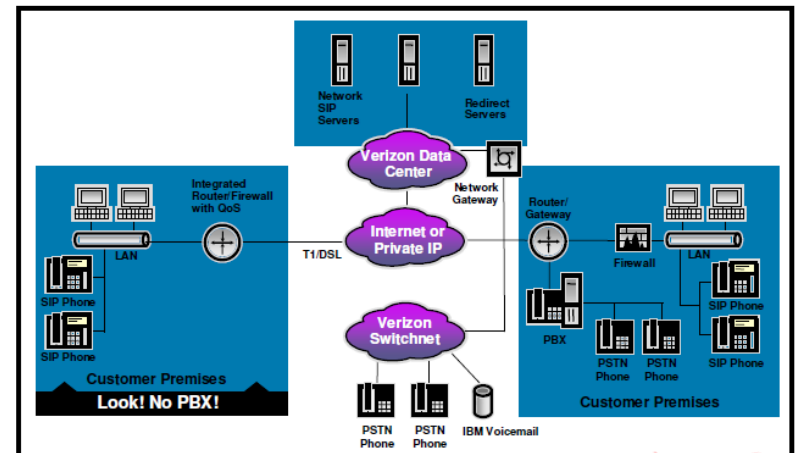 Network
SIP
Servers
Redirect
Servers
Verizon Data
Center
Network
Gateway
Integrated
Router/Firewall
with QoS
LAN
SIP Phone
SIP Phone
Customer Premises
Look! No PBX!
T1/DSL
Internet or
Private IP
Verizon
Switchnet
PSTN
Phone
PSTN
Phone
IBM Voicemail
Router/
Gateway
Firewall
LAN
PBX
PSTN
Phone
PSTN
Phone
SIP Phone
SIP Phone
Customer Premises